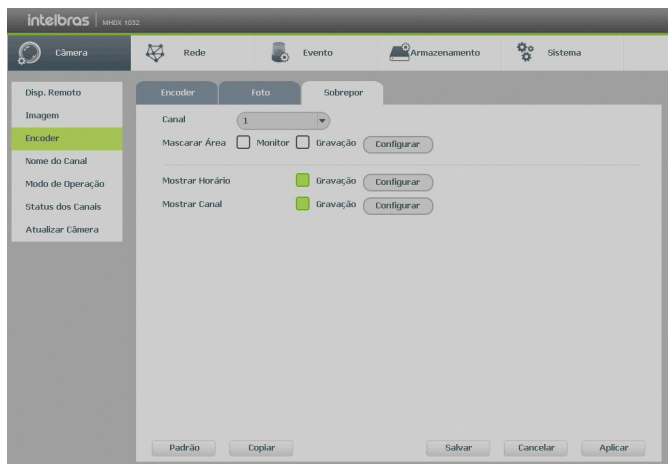 intelbras MHDX 1032
Câmera Rede Evento Armazenamento Sistema
Disp. Remoto
Imagem
Encoder
Nome do Canal
Modo de Operação
Status dos Canais
Atualizar Câmera
Encoder Foto Sobrepor
Canal 1
Mascarar Área Monitor Gravação Configurar
Mostrar Horário Gravação Configurar
Mostrar Canal Gravação Configurar
Padrão Copiar Salvar Cancelar Aplicar